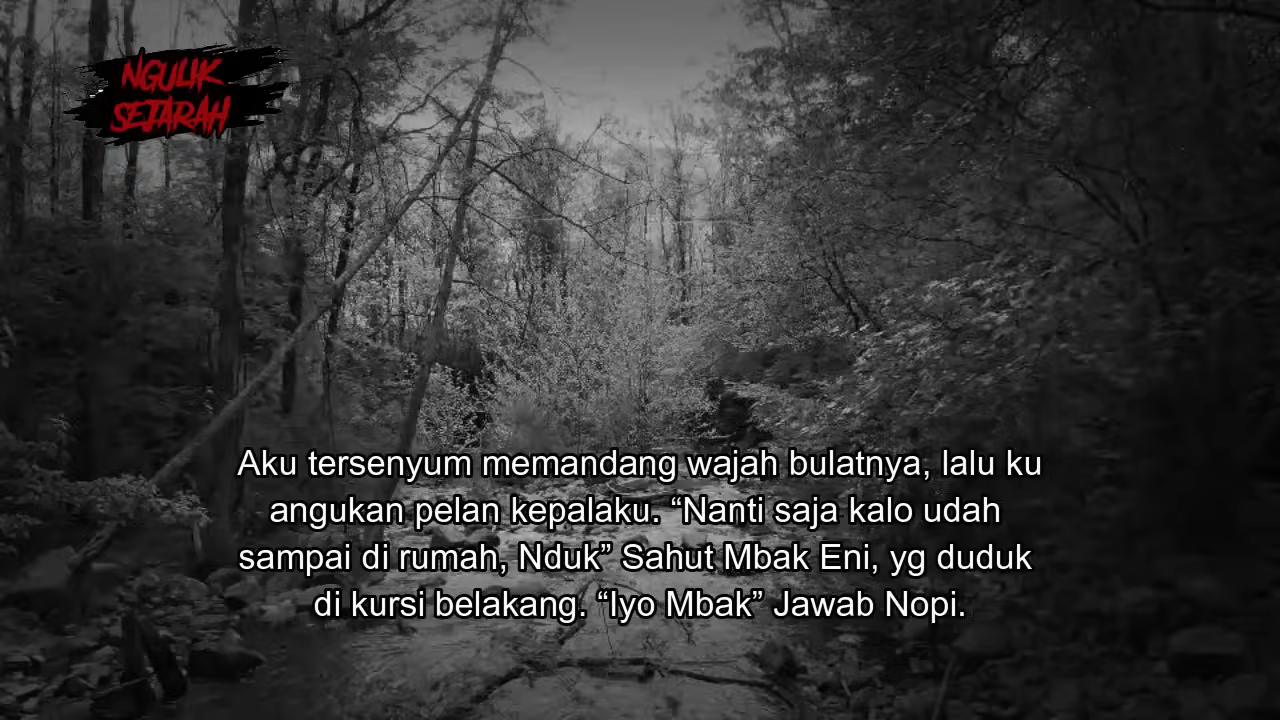 NGULIK
SEJARAH
Aku tersenyum memandang wajah bulatnya, lalu ku
angukan pelan kepalaku. “Nanti saja kalo udah
sampai di rumah, Nduk” Sahut Mbak Eni, yg duduk
di kursi belakang. “Iyo Mbak” Jawab Nopi.